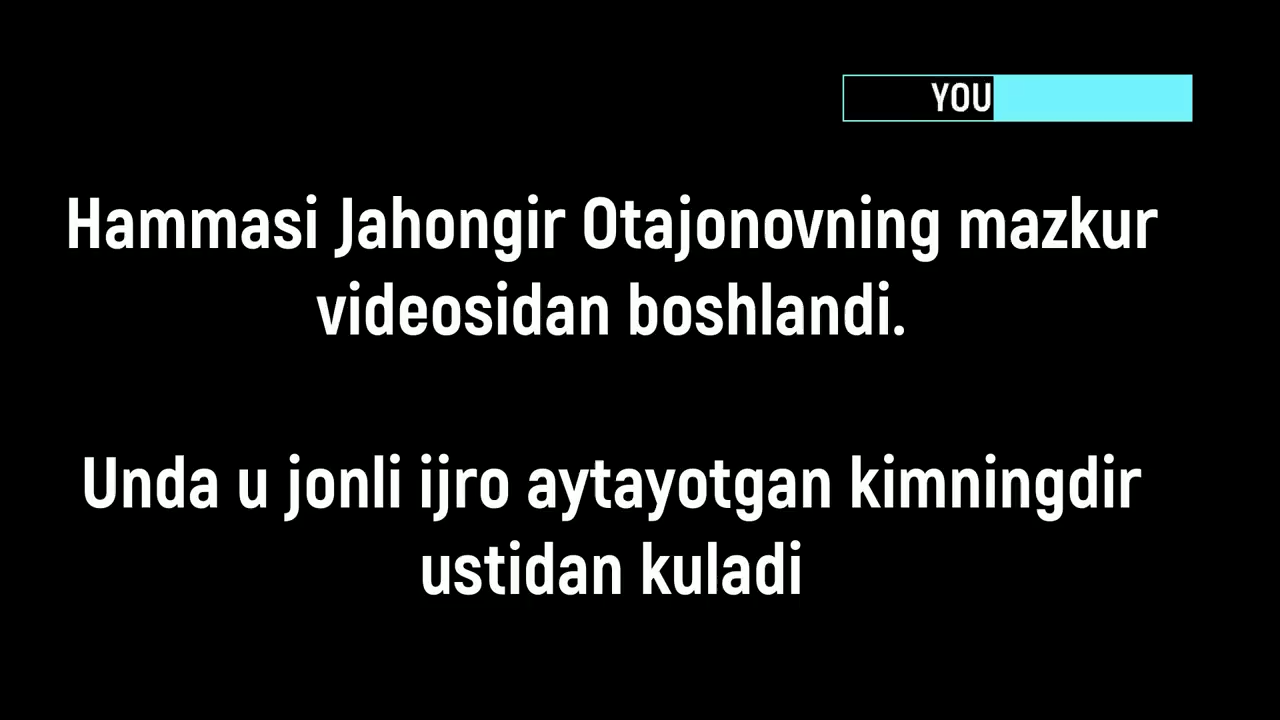 YOU
Hammasi Jahongir Otajonovning mazkur
videosidan boshlandi.
Unda u jonli ijro aytayotgan kimningdir
ustidan kuladi